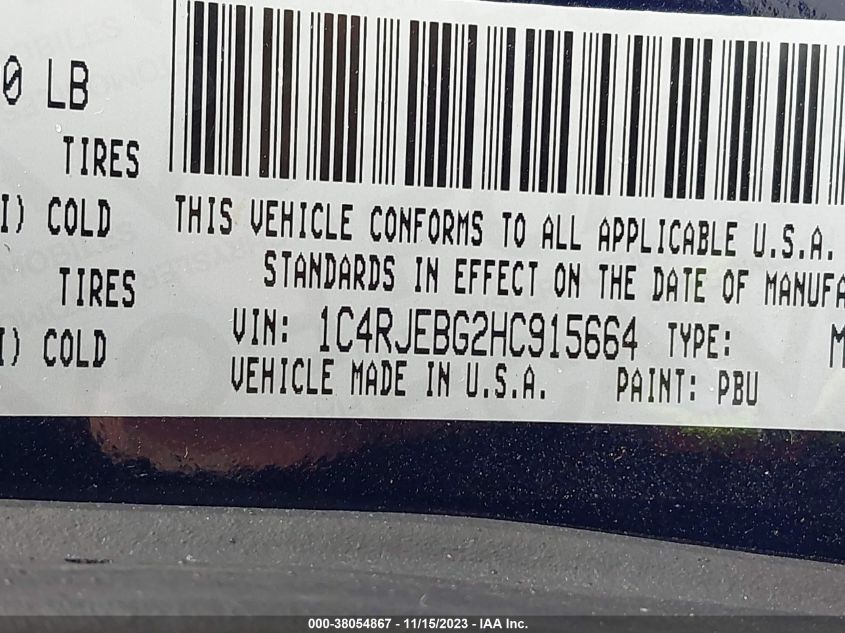 0 LB
TIRES
I) COLD
THIS VEHICLE CONFORMS TO ALL APPLICABLE U.S.A.
TIRES
STANDARDS IN EFFECT ON THE DATE OF MANUFA
I) COLD
VIN: 1C4RJEBG2HC915664 TYPE: M
VEHICLE MADE IN U.S.A. PAINT: PBU
000-38054867 - 11/15/2023 - IAA Inc.